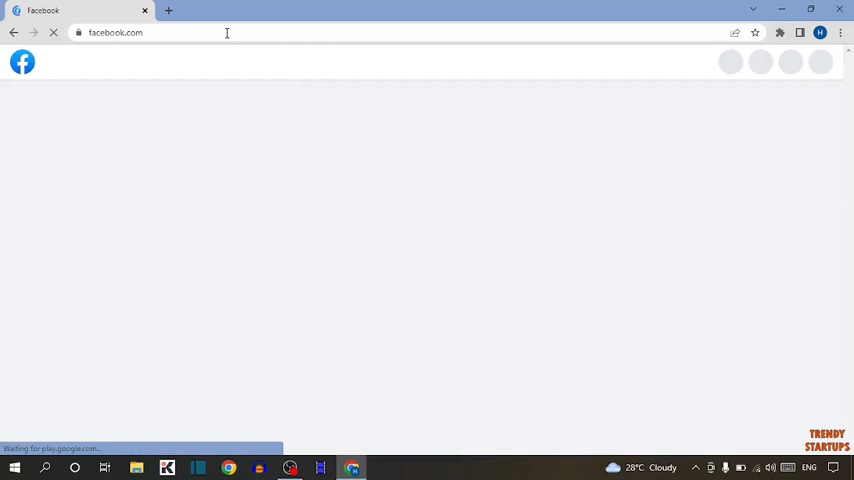 Facebook
facebook.com
H
Waiting for play.google.com...
TRENDY
STARTUPS
28°C Cloudy
ENG